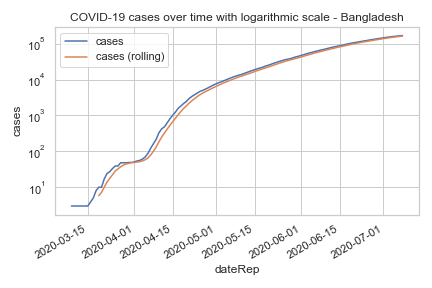 COVID-19 cases over time with logarithmic scale - Bangladesh
cases
cases (rolling)
10^5
10^4
10^3
10^2
10^1
cases
2020-03-15
2020-04-01
2020-04-15
2020-05-01
2020-05-15
2020-06-01
2020-06-15
2020-07-01
dateRep